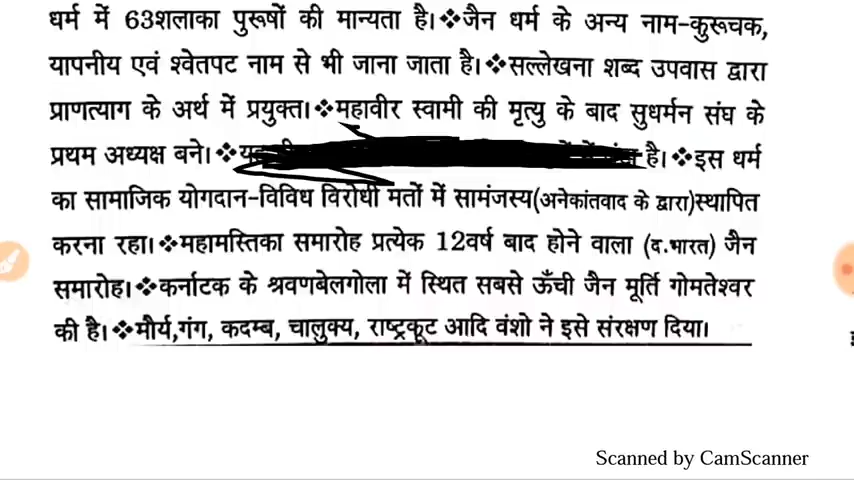 धर्म में 63शलाका पुरूषों की मान्यता है।❖जैन धर्म के अन्य नाम-कुरूचक,
यापनीय एवं श्वेतपट नाम से भी जाना जाता है।❖सल्लेखना शब्द उपवास द्वारा
प्राणत्याग के अर्थ में प्रयुक्त।❖महावीर स्वामी की मृत्यु के बाद सुधर्मन संघ के
प्रथम अध्यक्ष बने।❖ है।❖इस धर्म
का सामाजिक योगदान-विविध विरोधी मतों में सामंजस्य(अनेकांतवाद के द्वारा)स्थापित
करना रहा।❖महामस्तिका समारोह प्रत्येक 12वर्ष बाद होने वाला (द.भारत) जैन
समारोह।❖कर्नाटक के श्रवणबेलगोला में स्थित सबसे ऊँची जैन मूर्ति गोमतेश्वर
की है।❖मौर्य,गंग, कदम्ब, चालुक्य, राष्ट्रकूट आदि वंशो ने इसे संरक्षण दिया।
Scanned by CamScanner